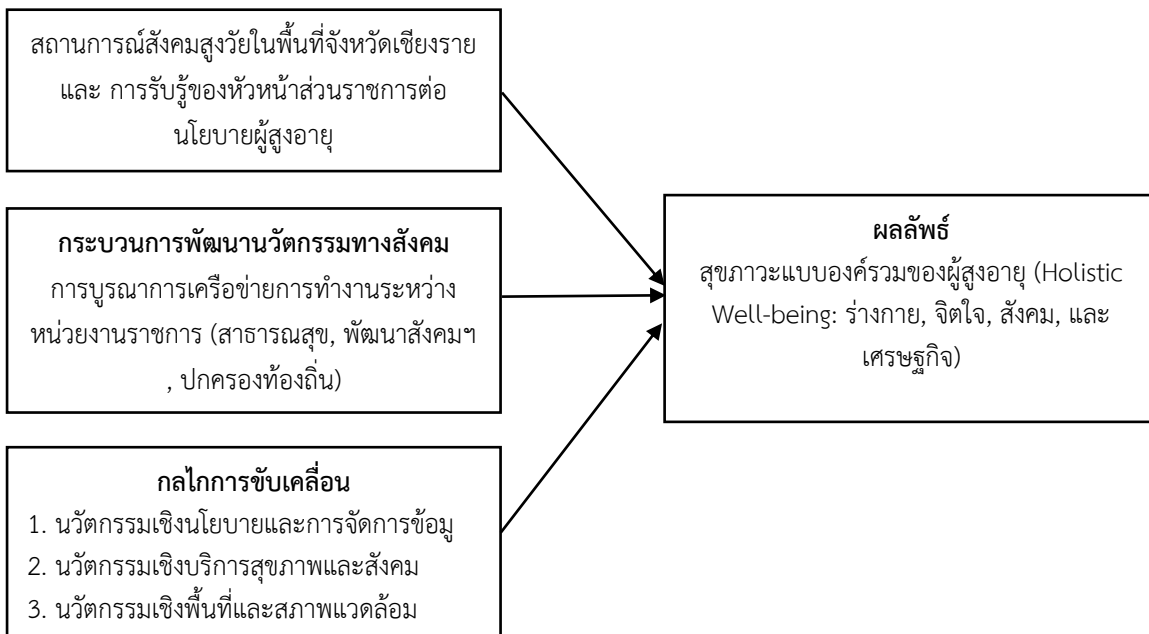 สถานการณ์สังคมสูงวัยในพื้นที่จังหวัดเชียงราย
และ การรับรู้ของหัวหน้าส่วนราชการต่อ
นโยบายผู้สูงอายุ
กระบวนการพัฒนานวัตกรรมทางสังคม
การบูรณาการเครือข่ายการทำงานระหว่าง
หน่วยงานราชการ (สาธารณสุข, พัฒนาสังคมฯ
, ปกครองท้องถิ่น)
กลไกการขับเคลื่อน
1. นวัตกรรมเชิงนโยบายและการจัดการข้อมู
2. นวัตกรรมเชิงบริการสุขภาพและสังคม
3. นวัตกรรมเชิงพื้นที่และสภาพแวดล้อม
ผลลัพธ์
สุขภาวะแบบองค์รวมของผู้สูงอายุ (Holistic
Well-being: ร่างกาย, จิตใจ, สังคม, และ
เศรษฐกิจ)